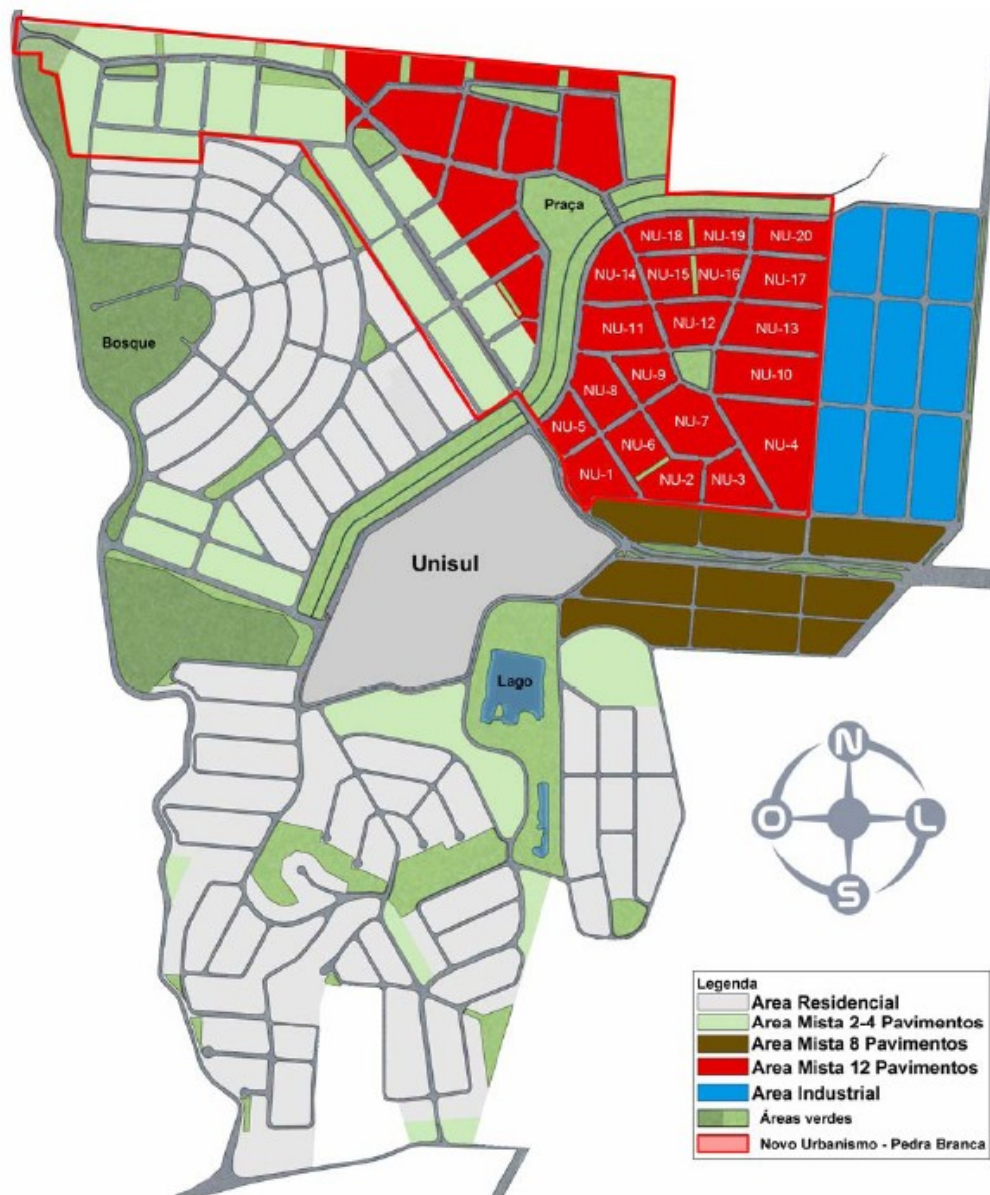 Praça
NU-18 NU-19 NU-20
NU-14 NU-15 NU-16 NU-17
NU-11 NU-12 NU-13
NU-9 NU-10
NU-8
NU-7
NU-5 NU-6 NU-4
NU-1 NU-2 NU-3
Bosque
Unisul
Lago
N
O L
S
Legenda
Area Residencial
Area Mista 2-4 Pavimentos
Area Mista 8 Pavimentos
Area Mista 12 Pavimentos
Area Industrial
Áreas verdes
Novo Urbanismo - Pedra Branca